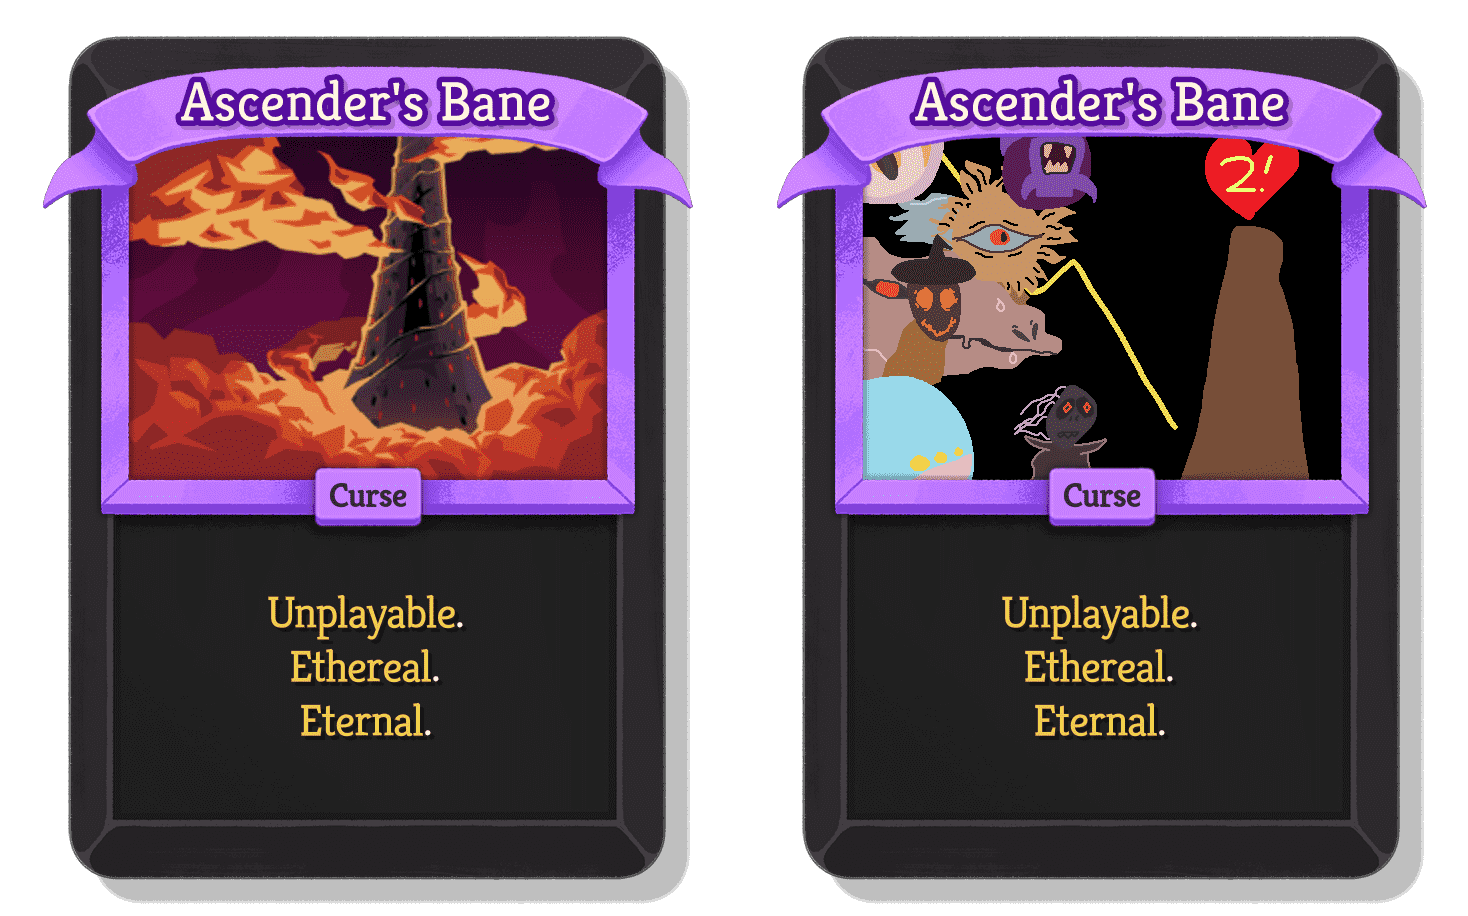 Ascender's Bane
Curse
Unplayable.
Ethereal.
Eternal.
Ascender's Bane
2!
Curse
Unplayable.
Ethereal.
Eternal.